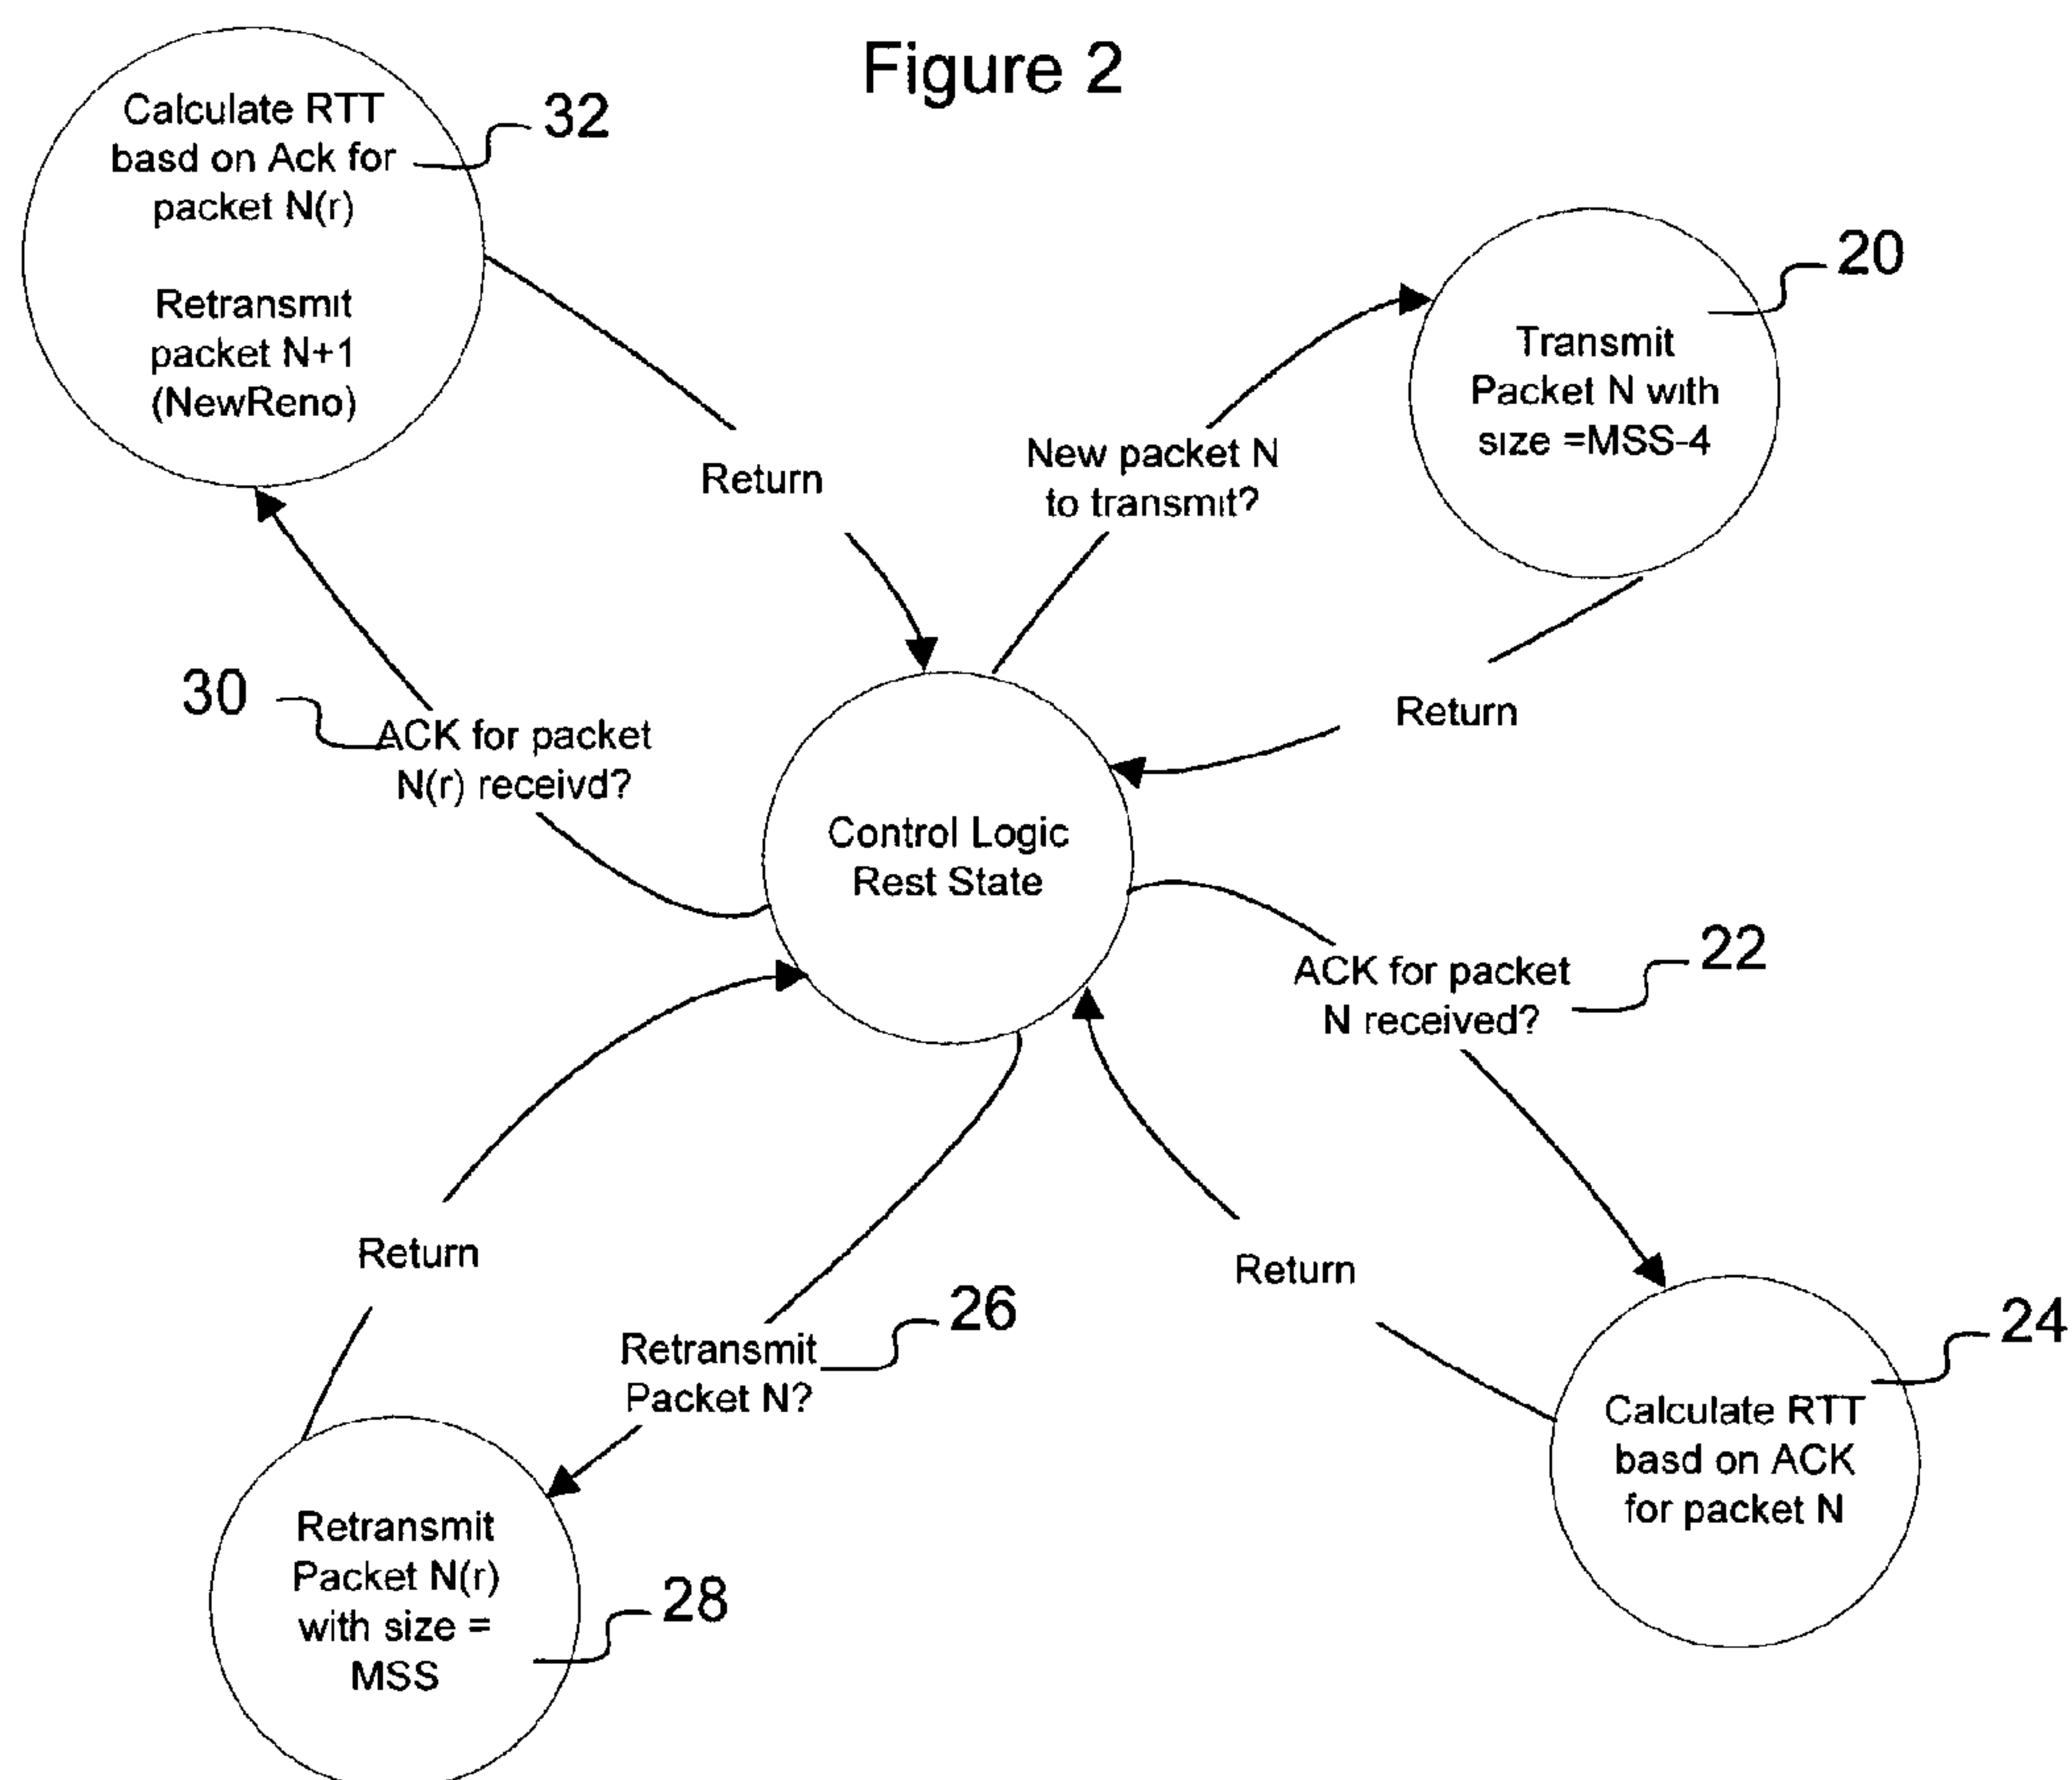 Figure 2
Calculate RTT
basd on Ack for
packet N(r)
Retransmit
packet N+1
(NewReno)
32
20
Transmit
Packet N with
size =MSS-4
Return
New packet N
to transmit?
Return
30
ACK for packet
N(r) receivd?
Control Logic
Rest State
22
ACK for packet
N received?
Return
Return
26
Retransmit
Packet N?
24
Calculate RTT
basd on ACK
for packet N
Retransmit
Packet N(r)
with size =
MSS
28